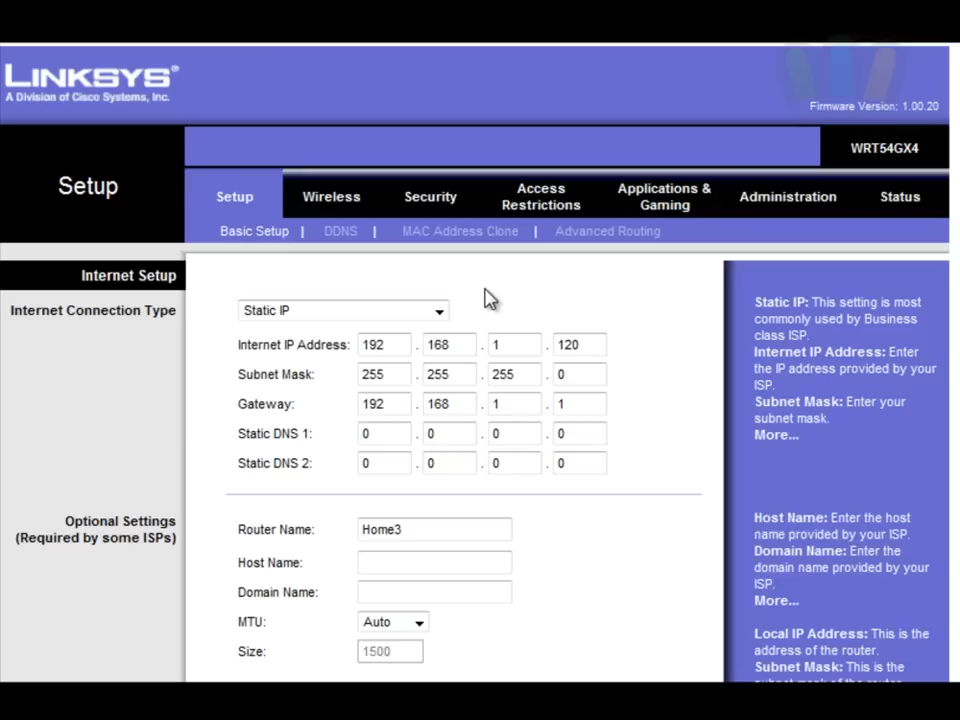 LINKSYS®
A Division of Cisco Systems, Inc.
Firmware Version: 1.00.20
WRT54GX4
Setup
Setup Wireless Security Access Restrictions Applications & Gaming Administration Status
Basic Setup | DDNS | MAC Address Clone | Advanced Routing
Internet Setup
Internet Connection Type
Static IP
Internet IP Address: 192 . 168 . 1 . 120
Subnet Mask: 255 . 255 . 255 . 0
Gateway: 192 . 168 . 1 . 1
Static DNS 1: 0 . 0 . 0 . 0
Static DNS 2: 0 . 0 . 0 . 0
Optional Settings
(Required by some ISPs)
Router Name: Home3
Host Name:
Domain Name:
MTU: Auto
Size: 1500
Static IP: This setting is most
commonly used by Business
class ISP.
Internet IP Address: Enter
the IP address provided by your
ISP.
Subnet Mask: Enter your
subnet mask.
More...
Host Name: Enter the host
name provided by your ISP.
Domain Name: Enter the
domain name provided by your
ISP.
More...
Local IP Address: This is the
address of the router.
Subnet Mask: This is the
subnet mask of the router.